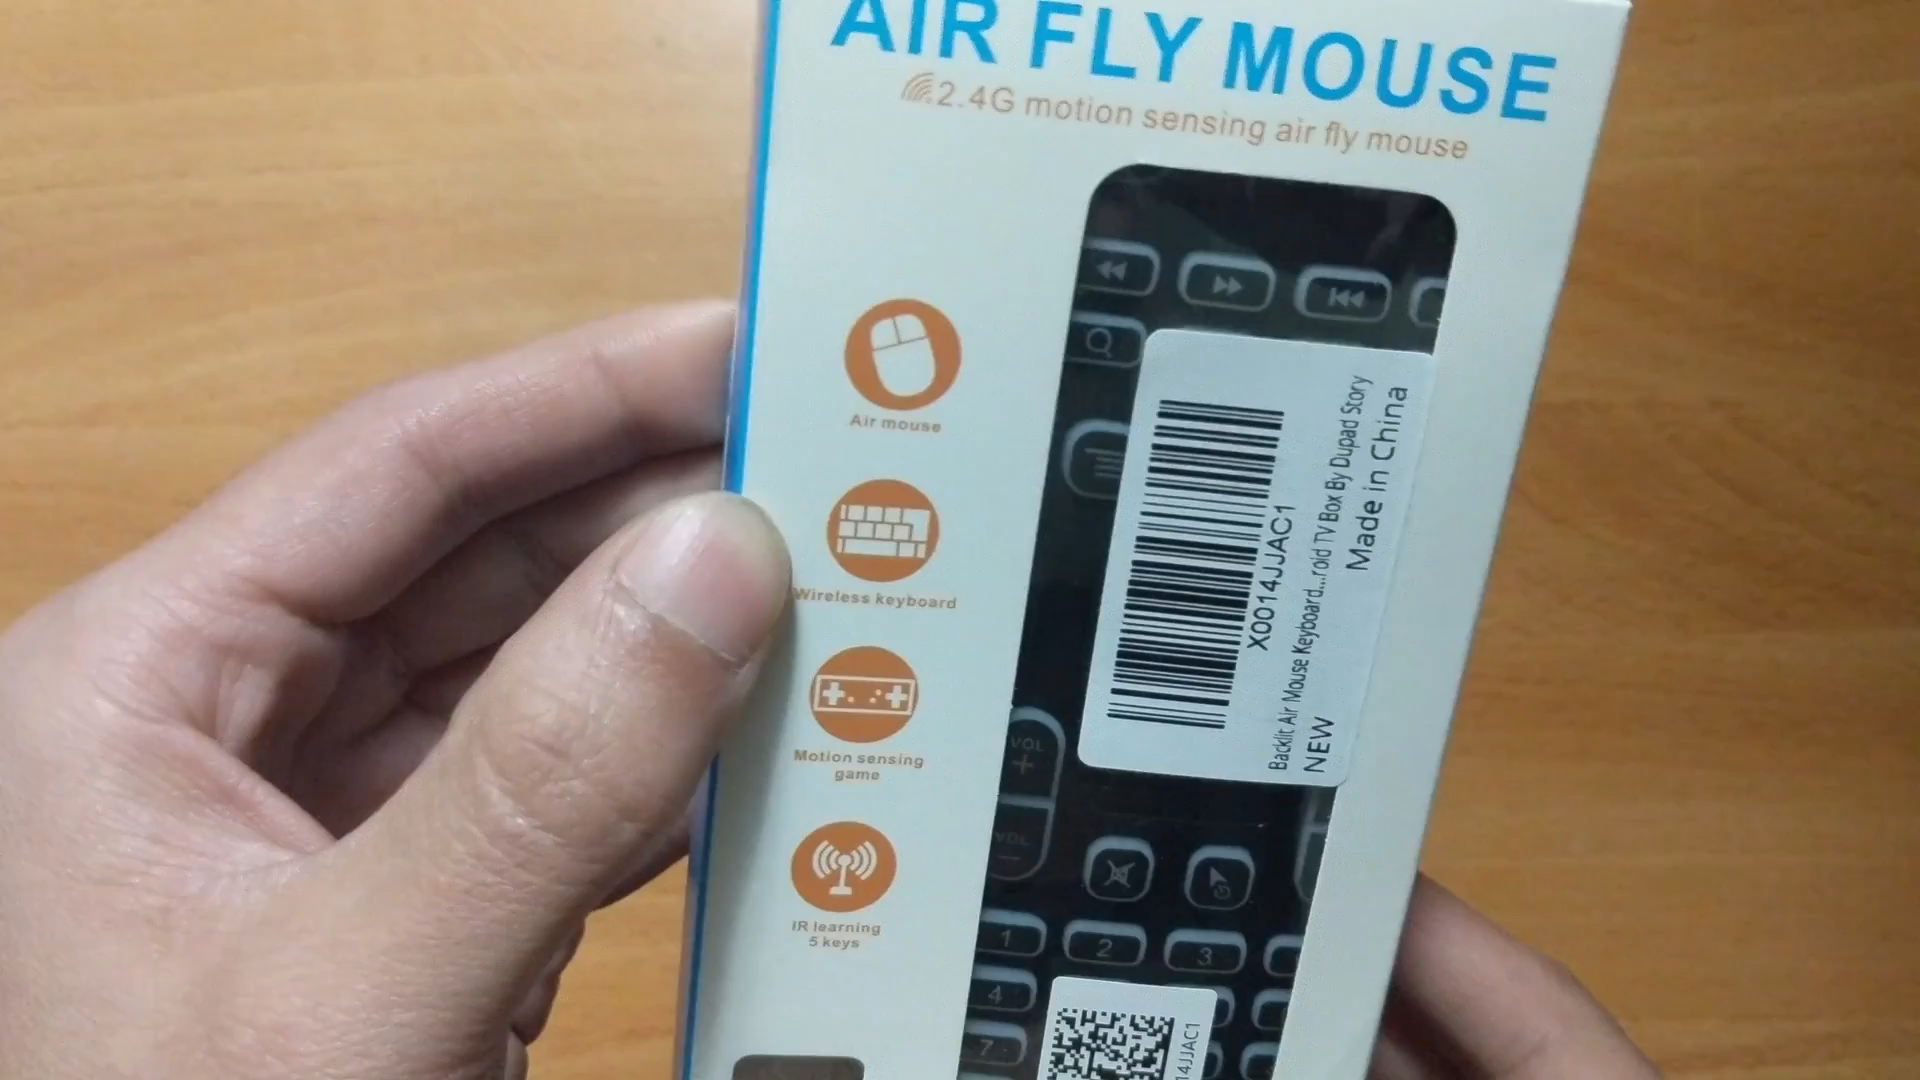 AIR FLY MOUSE
2.4G motion sensing air fly mouse
Air mouse
Wireless keyboard
Motion sensing
game
IR learning
5 keys
X0014JJAC1
Backlit Air Mouse Keyboard...roid TV Box By Dupad Story
NEW
Made in China
VOL
+
VOL
-
1
2
3
4
7
14JJAC1